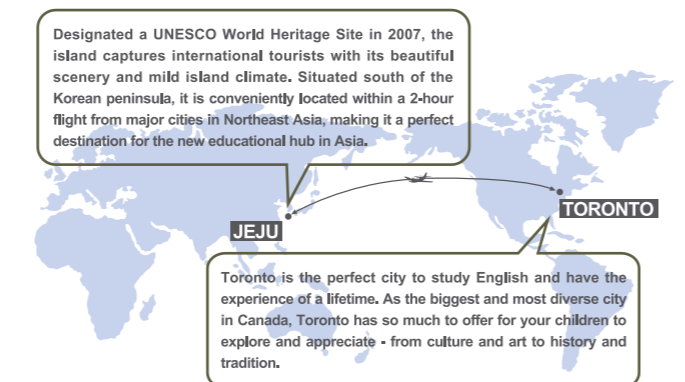 Designated a UNESCO World Heritage Site in 2007, the
island captures international tourists with its beautiful
scenery and mild island climate. Situated south of the
Korean peninsula, it is conveniently located within a 2-hour
flight from major cities in Northeast Asia, making it a perfect
destination for the new educational hub in Asia.
JEJU
TORONTO
Toronto is the perfect city to study English and have the
experience of a lifetime. As the biggest and most diverse city
in Canada, Toronto has so much to offer for your children to
explore and appreciate - from culture and art to history and
tradition.